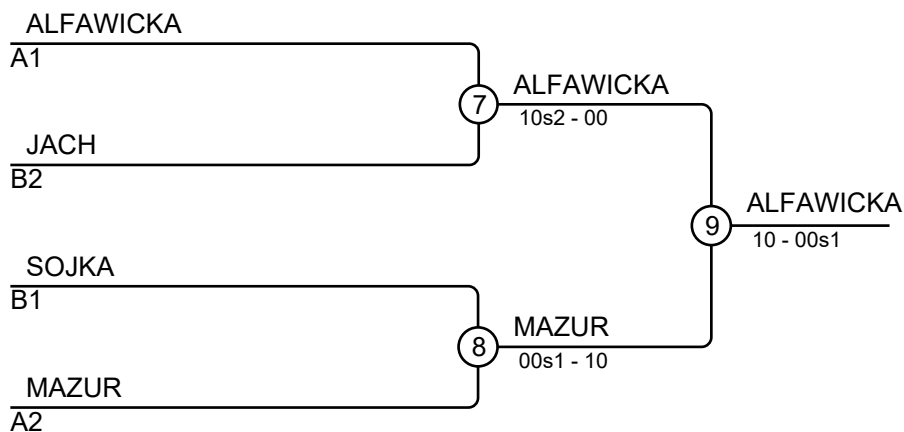 ALFAWICKA
A1
7
ALFAWICKA
10s2 - 00
JACH
B2
9
ALFAWICKA
10 - 00s1
SOJKA
B1
8
MAZUR
00s1 - 10
MAZUR
A2